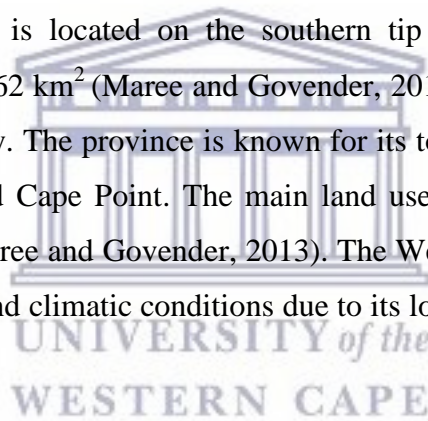 is located on the southern tip
62 km² (Maree and Govender, 201
y. The province is known for its to
d Cape Point. The main land use
ree and Govender, 2013). The We
nd climatic conditions due to its lo
UNIVERSITY of the
WESTERN CAPE